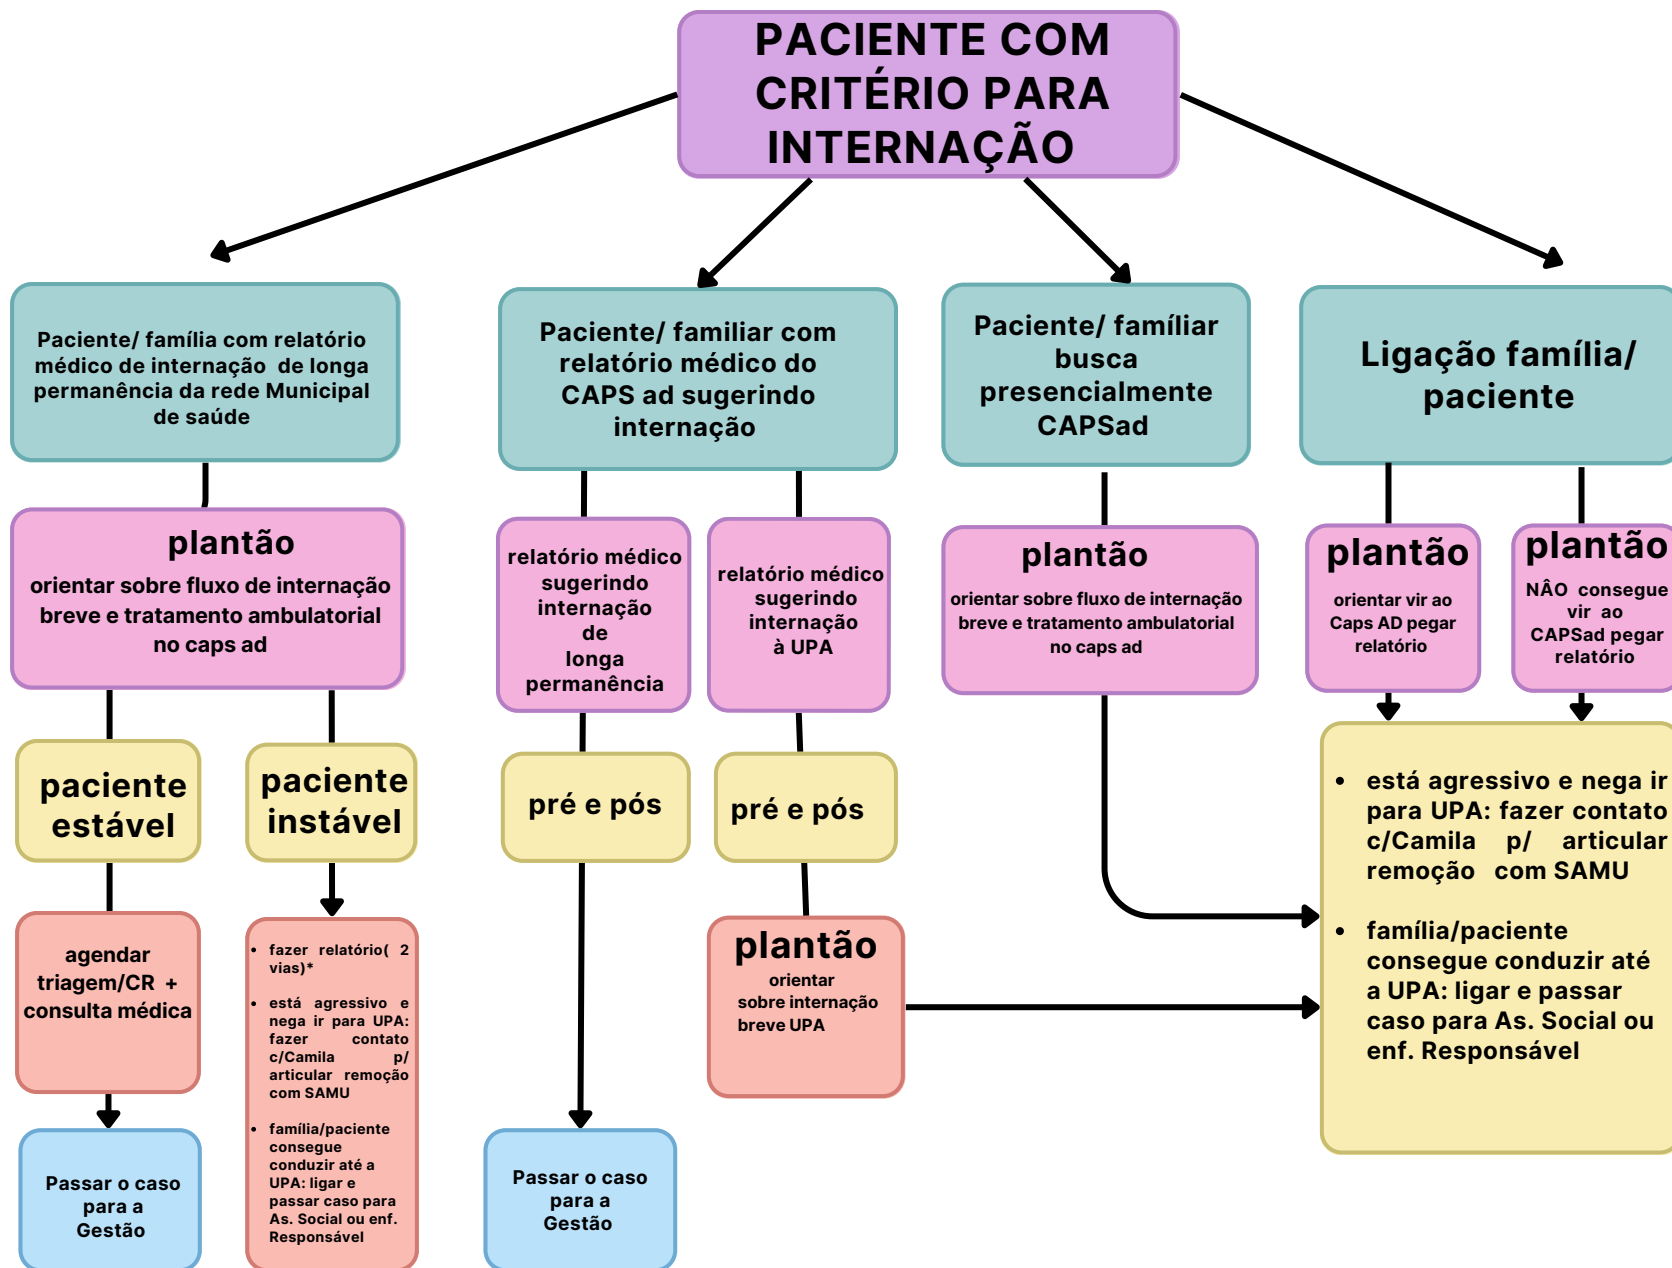 PACIENTE COM
CRITÉRIO PARA
INTERNAÇÃO
Paciente/ família com relatório
médico de internação de longa
permanência da rede Municipal
de saúde
Paciente/ familiar com
relatório médico do
CAPS ad sugerindo
internação
Paciente/ famíliar
busca
presencialmente
CAPSad
Ligação família/
paciente
plantão
orientar sobre fluxo de internação
breve e tratamento ambulatorial
no caps ad
relatório médico
sugerindo
internação
de
longa
permanência
relatório médico
sugerindo
internação
à UPA
plantão
orientar sobre fluxo de internação
breve e tratamento ambulatorial
no caps ad
plantão
orientar vir ao
Caps AD pegar
relatório
plantão
NÂO consegue
vir ao
CAPSad pegar
relatório
paciente
estável
paciente
instável
pré e pós
pré e pós
• está agressivo e nega ir
para UPA: fazer contato
c/Camila p/ articular
remoção com SAMU
• família/paciente
consegue conduzir até
a UPA: ligar e passar
caso para As. Social ou
enf. Responsável
agendar
triagem/CR +
consulta médica
• fazer relatório( 2
vias)*
• está agressivo e
nega ir para UPA:
fazer contato
c/Camila p/
articular remoção
com SAMU
• família/paciente
consegue
conduzir até a
UPA: ligar e
passar caso para
As. Social ou enf.
Responsável
plantão
orientar
sobre internação
breve UPA
Passar o caso
para a
Gestão
Passar o caso
para a
Gestão